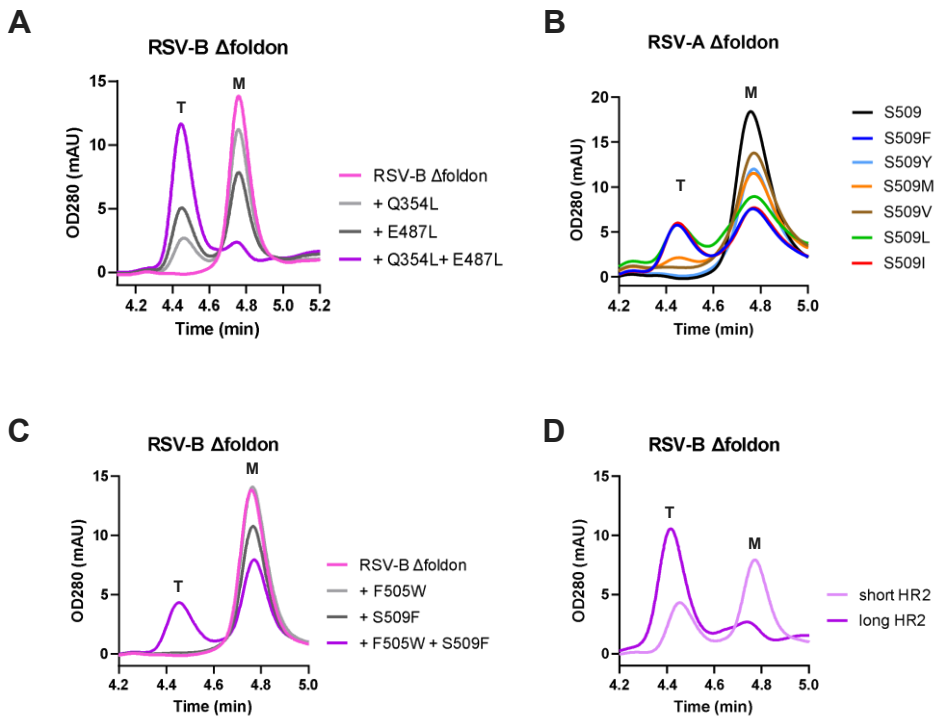 A
RSV-B Δfoldon
OD280 (mAU)
15
10
5
0
T
M
4.2 4.4 4.6 4.8 5.0 5.2
Time (min)
RSV-B Δfoldon
+ Q354L
+ E487L
+ Q354L+ E487L
B
RSV-A Δfoldon
OD280 (mAU)
20
15
10
5
0
T
M
4.2 4.4 4.6 4.8 5.0
Time (min)
S509
S509F
S509Y
S509M
S509V
S509L
S509I
C
RSV-B Δfoldon
OD280 (mAU)
15
10
5
0
T
M
4.2 4.4 4.6 4.8 5.0
Time (min)
RSV-B Δfoldon
+ F505W
+ S509F
+ F505W + S509F
D
RSV-B Δfoldon
OD280 (mAU)
15
10
5
0
T
M
4.2 4.4 4.6 4.8 5.0
Time (min)
short HR2
long HR2